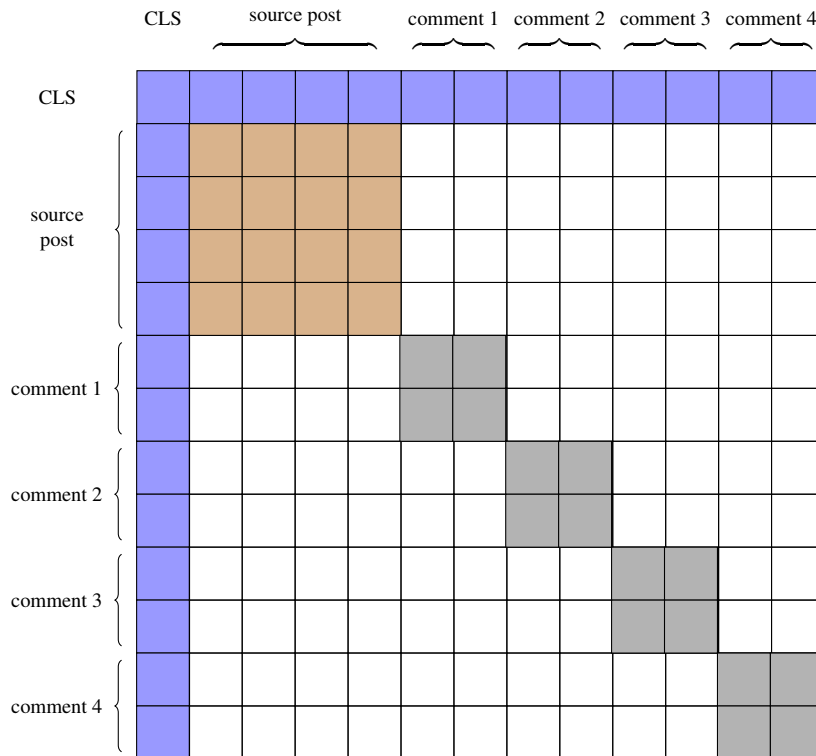 CLS
source post
comment 1
comment 2
comment 3
comment 4
CLS
source
post
comment 1
comment 2
comment 3
comment 4